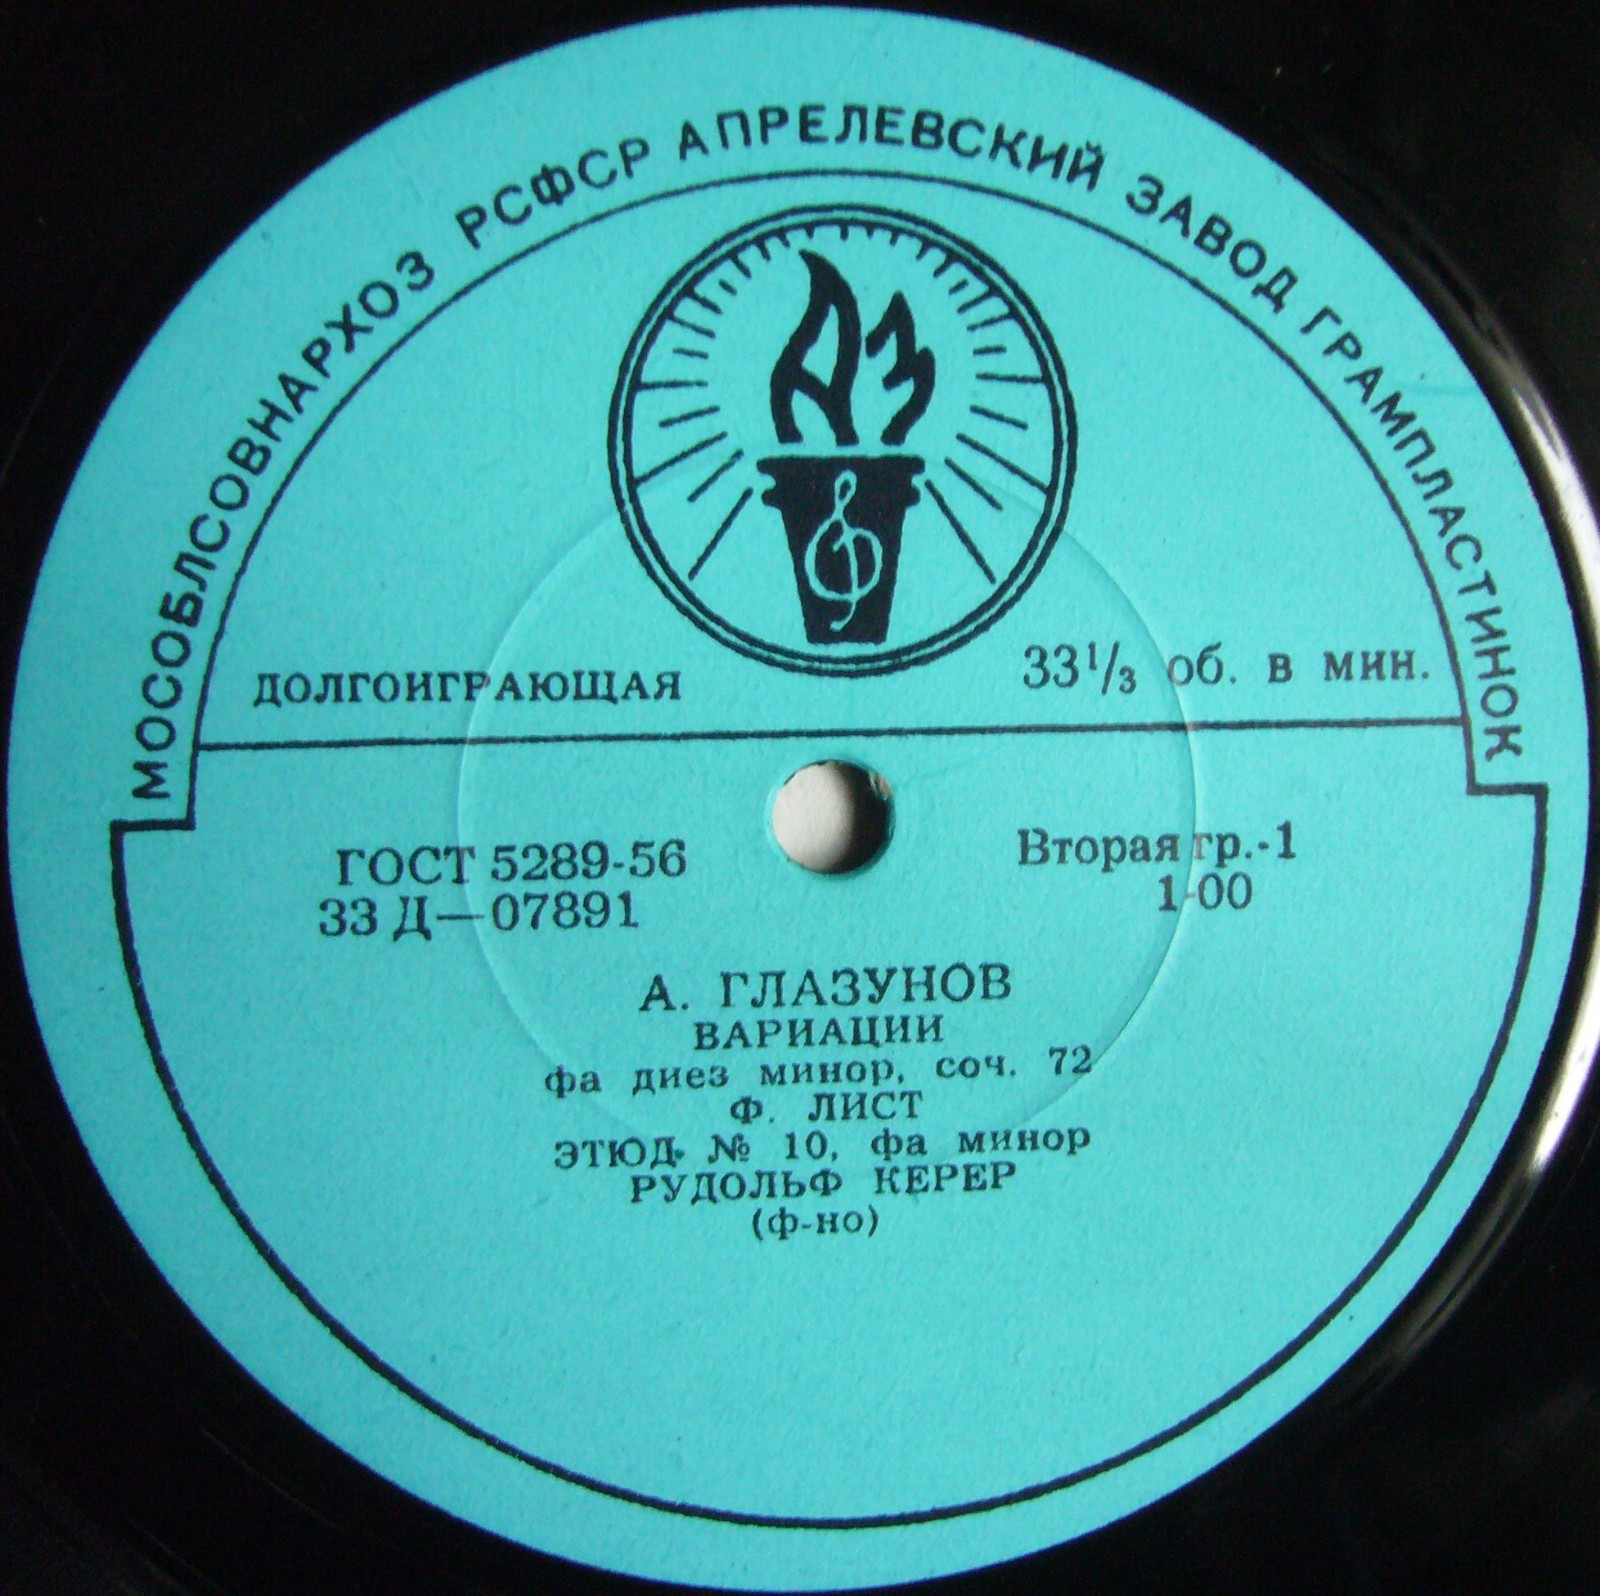 МОСОБЛСОВНАРХОЗ РСФСР АПРЕЛЕВСКИЙ ЗАВОД ГРАМПЛАСТИНОК
АЗ
ДОЛГОИГРАЮЩАЯ
33⅓ об. в мин.
ГОСТ 5289-56
33 Д—07891
Вторая гр.-1
1-00
А. ГЛАЗУНОВ
ВАРИАЦИИ
фа диез минор, соч. 72
Ф. ЛИСТ
ЭТЮД № 10, фа минор
РУДОЛЬФ КЕРЕР
(ф-но)